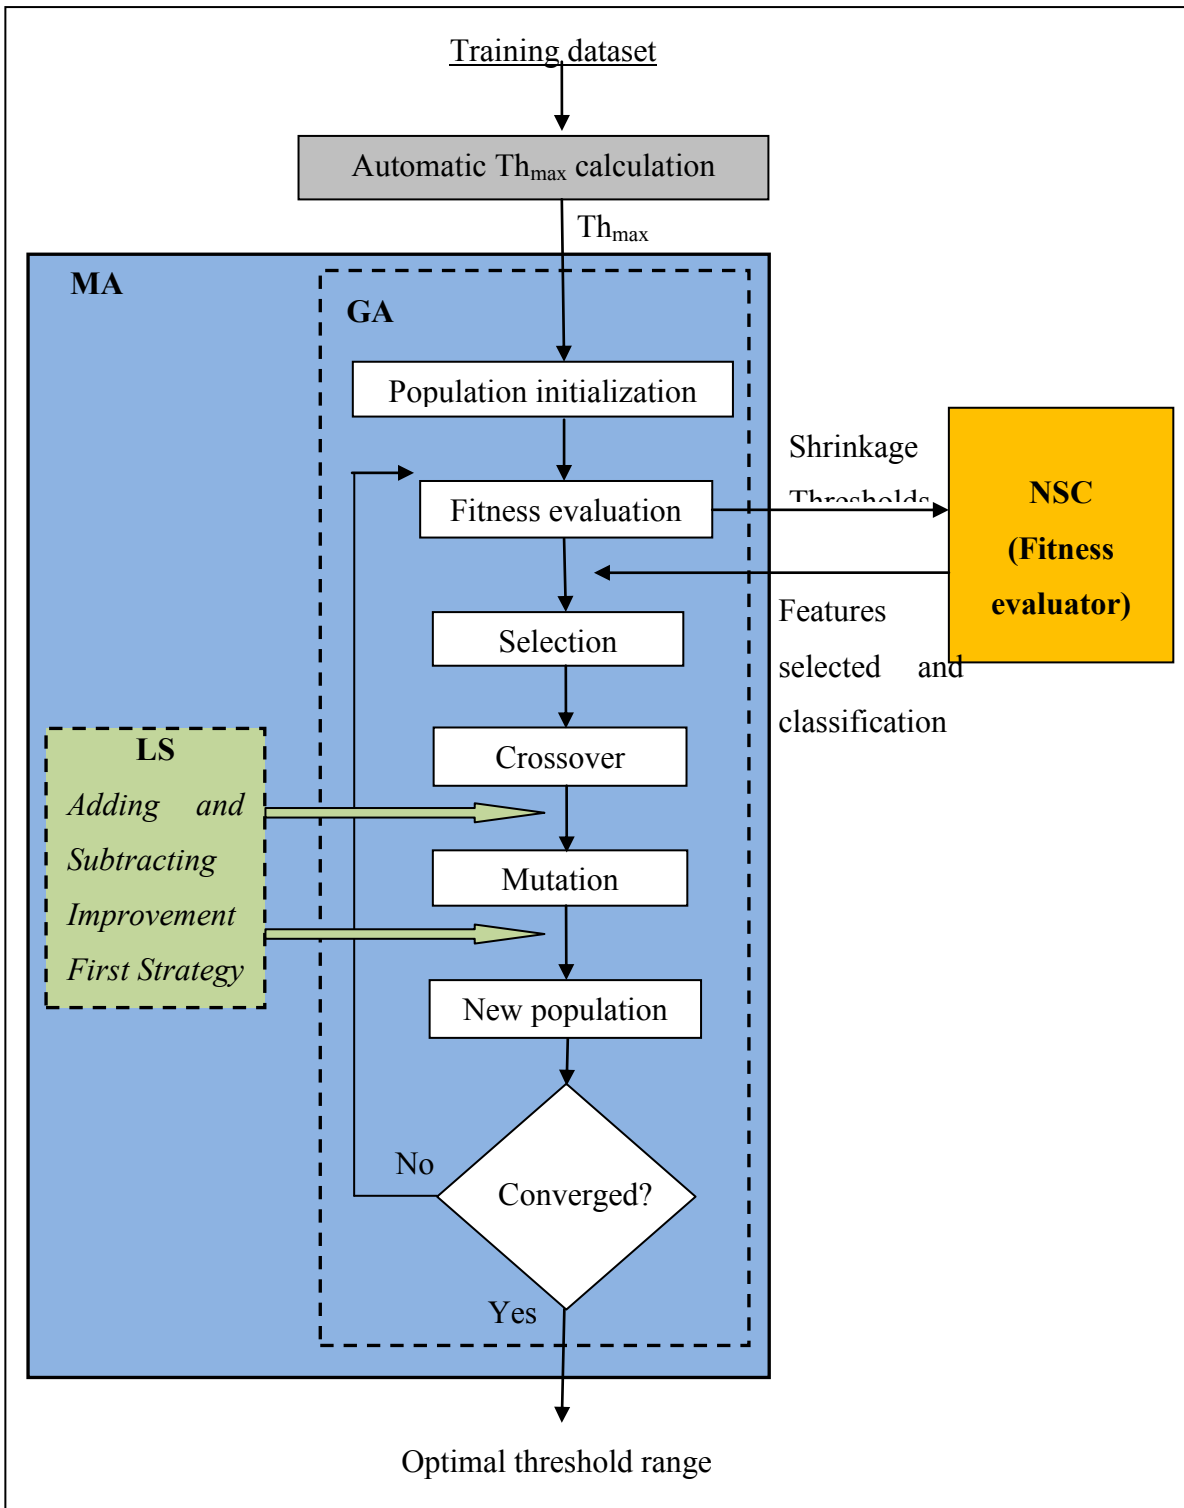 Training dataset
Automatic Thmax calculation
Thmax
MA
GA
Population initialization
Shrinkage
Thresholds
Fitness evaluation
NSC
(Fitness
evaluator)
Features
selected and
classification
Selection
Crossover
LS
Adding and
Subtracting
Improvement
First Strategy
Mutation
New population
No
Converged?
Yes
Optimal threshold range